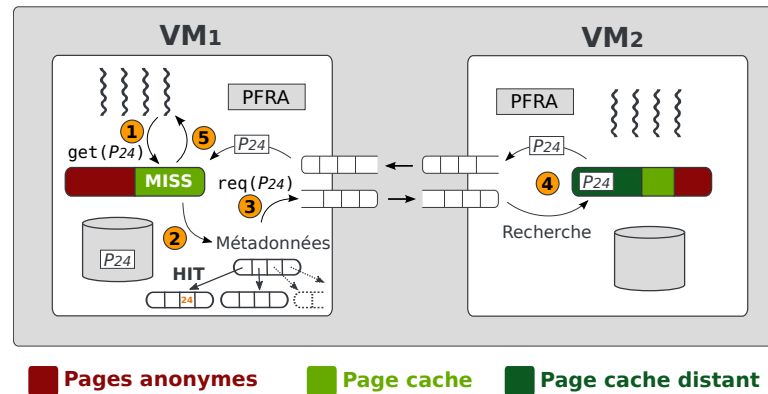 VM1
VM2
PFRA
PFRA
1
5
get(P24)
P24
P24
MISS
req(P24)
4
P24
3
2
Recherche
Métadonnées
P24
HIT
24
Pages anonymes
Page cache
Page cache distant